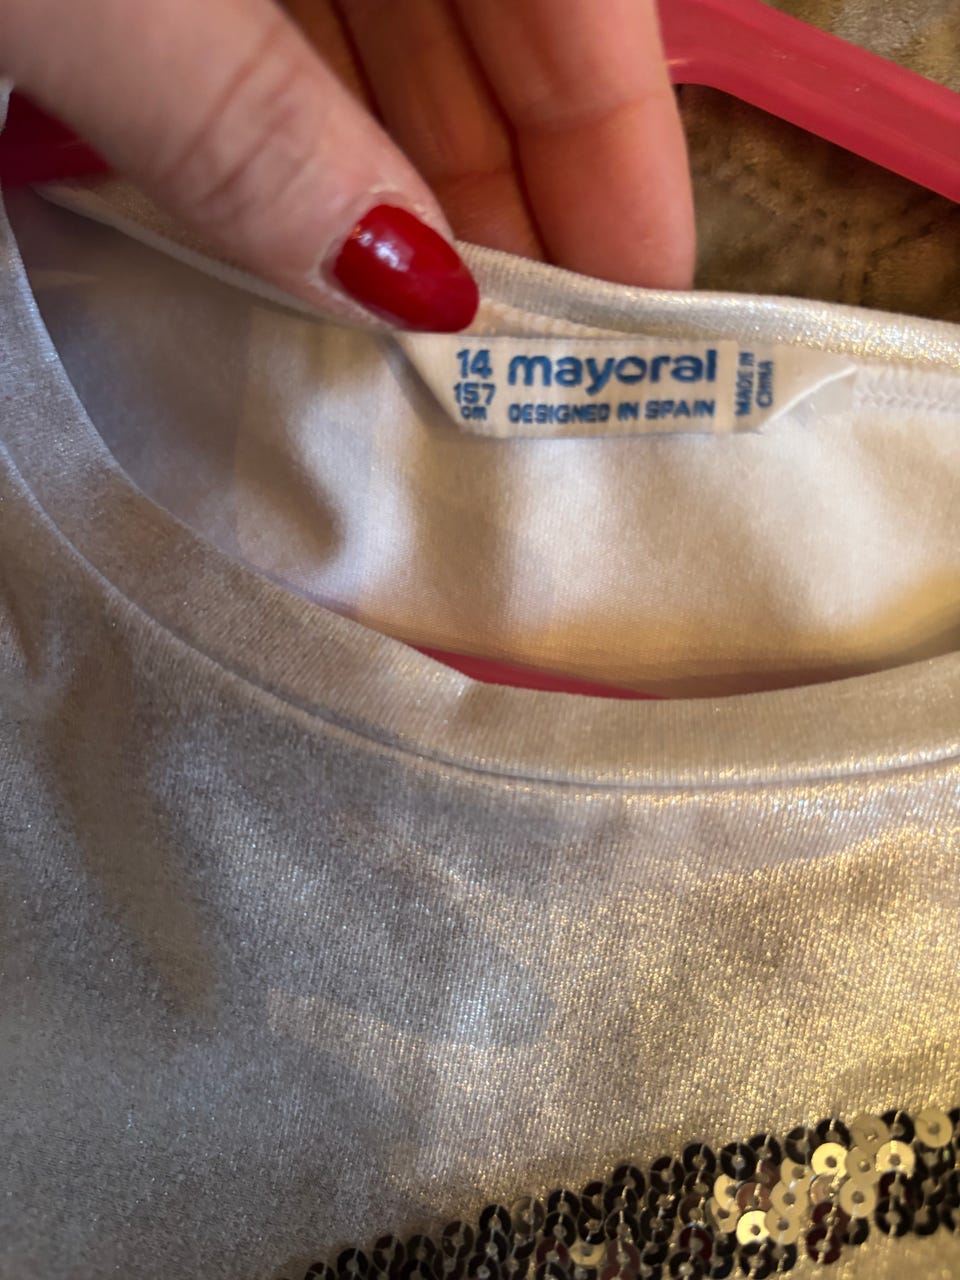 14 mayoral
157
cm DESIGNED IN SPAIN
MADE IN
CHINA